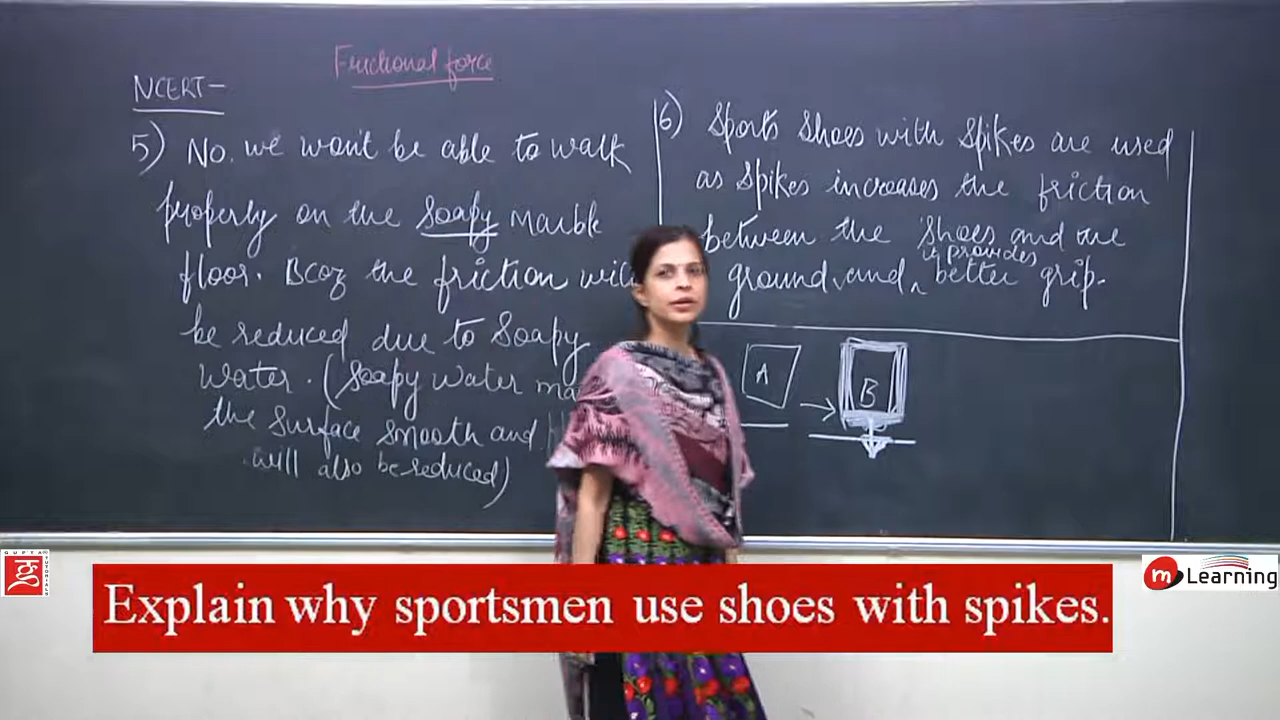 Frictional force
NCERT-
5) No. we won't be able to walk
properly on the soapy marble
floor. Bcoz the friction will
be reduced due to soapy
water. (soapy water ma
the surface smooth and
will also be reduced)
6) Sports shoes with spikes are used
as spikes increases the friction
between the shoes and the
provides
ground, and better grip.
A
B
Explain why sportsmen use shoes with spikes.
GUPTA
TUTORIALS
m Learning